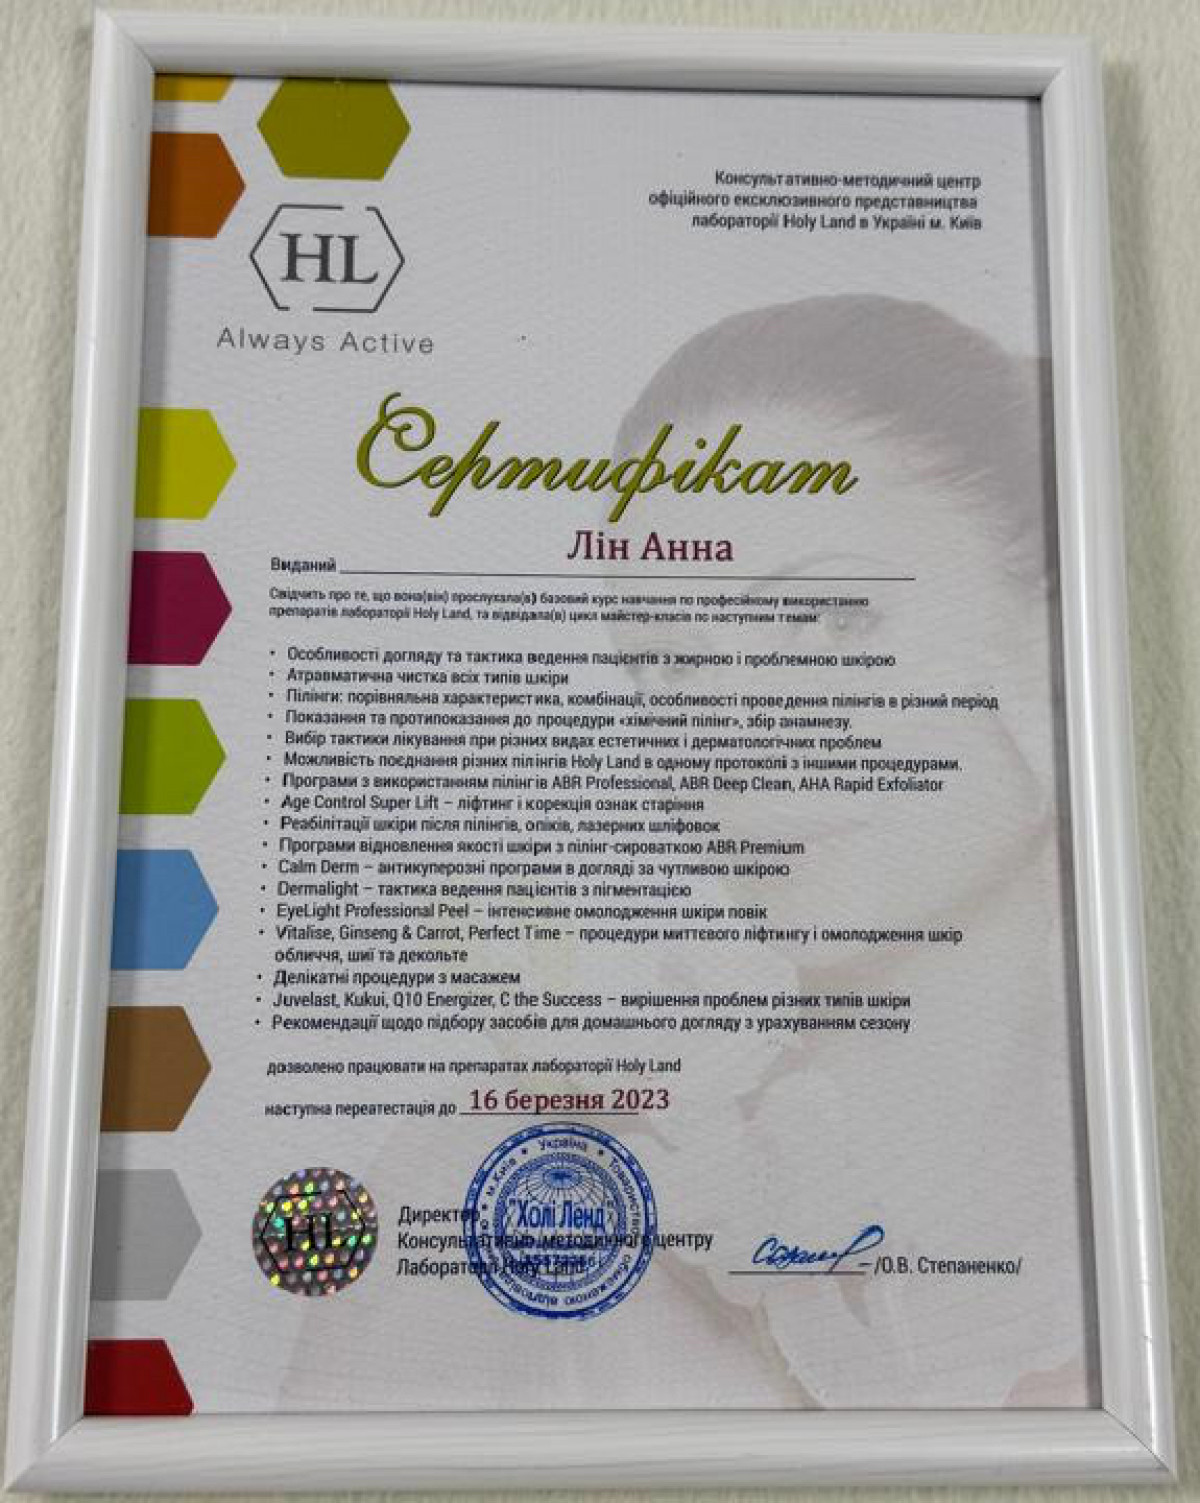 Консультативно-методичний центр
офіційного ексклюзивного представництва
лабораторії Holy Land в Україні м. Київ
HL
Always Active
Сертифікат
Лін Анна
Виданий
Свідчить про те, що вона(він) прослухала(в) базовий курс навчання по професійному використанню
препаратів лабораторії Holy Land, та відвідала(в) цикл майстер-класів по наступним темам:
• Особливості догляду та тактика ведення пацієнтів з жирною і проблемною шкірою
• Атравматична чистка всіх типів шкіри
• Пілінги: порівняльна характеристика, комбінації, особливості проведення пілінгів в різний період
• Показання та протипоказання до процедури «хімічний пілінг», збір анамнезу.
• Вибір тактики лікування при різних видах естетичних і дерматологічних проблем
• Можливість поєднання різних пілінгів Holy Land в одному протоколі з іншими процедурами.
• Програми з використанням пілінгів ABR Professional, ABR Deep Clean, AHA Rapid Exfoliator
• Age Control Super Lift – ліфтинг і корекція ознак старіння
• Реабілітації шкіри після пілінгів, опіків, лазерних шліфовок
• Програми відновлення якості шкіри з пілінг-сироваткою ABR Premium
• Calm Derm – антикуперозні програми в догляді за чутливою шкірою
• Dermalight – тактика ведення пацієнтів з пігментацією
• EyeLight Professional Peel – інтенсивне омолодження шкіри повік
• Vitalise, Ginseng & Carrot, Perfect Time – процедури миттєвого ліфтингу і омолодження шкір
обличчя, шиї та декольте
• Делікатні процедури з масажем
• Juvelast, Kukui, Q10 Energizer, C the Success – вирішення проблем різних типів шкіри
• Рекомендації щодо підбору засобів для домашнього догляду з урахуванням сезону
дозволено працювати на препаратах лабораторії Holy Land
наступна переатестація до 16 березня 2023
HL
Директор
Консультативно-методичного центру
Лабораторії Holy Land
Україна • Товариство з обмеженою відповідальністю • м. Київ
"Холі Ленд"
/О.В. Степаненко/